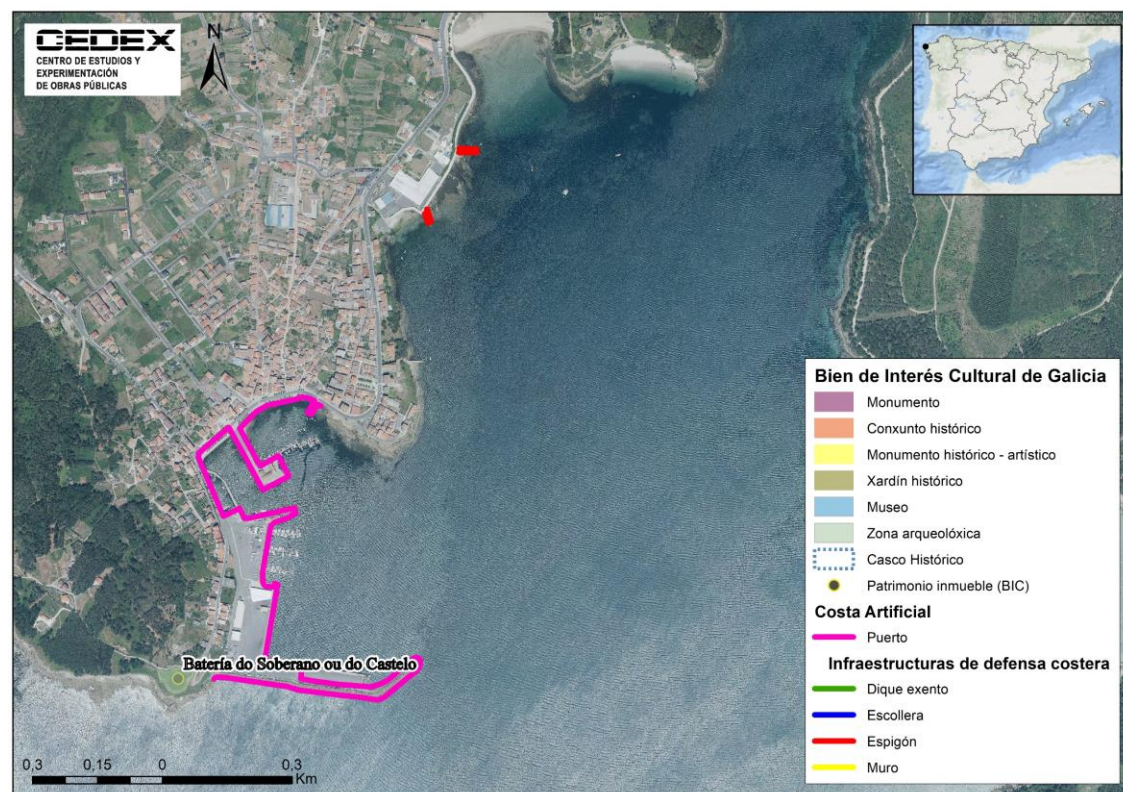 CEDEX
CENTRO DE ESTUDIOS Y
EXPERIMENTACIÓN
DE OBRAS PÚBLICAS
N
Bien de Interés Cultural de Galicia
Monumento
Conxunto histórico
Monumento histórico - artístico
Xardín histórico
Museo
Zona arqueolóxica
Casco Histórico
Patrimonio inmueble (BIC)
Costa Artificial
Puerto
Infraestructuras de defensa costera
Dique exento
Escollera
Espigón
Muro
Batería do Soberano ou do Castelo
0,3 0,15 0 0,3
Km